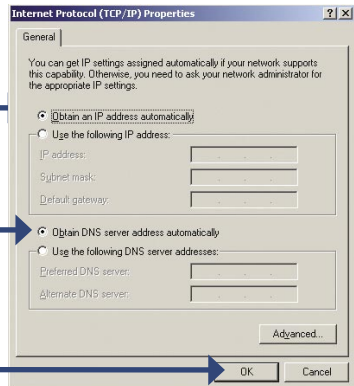 Internet Protocol (TCP/IP) Properties
General
You can get IP settings assigned automatically if your network supports
this capability. Otherwise, you need to ask your network administrator for
the appropriate IP settings.
Obtain an IP address automatically
Use the following IP address:
IP address:
Subnet mask:
Default gateway:
Obtain DNS server address automatically
Use the following DNS server addresses:
Preferred DNS server:
Alternate DNS server:
Advanced...
OK Cancel